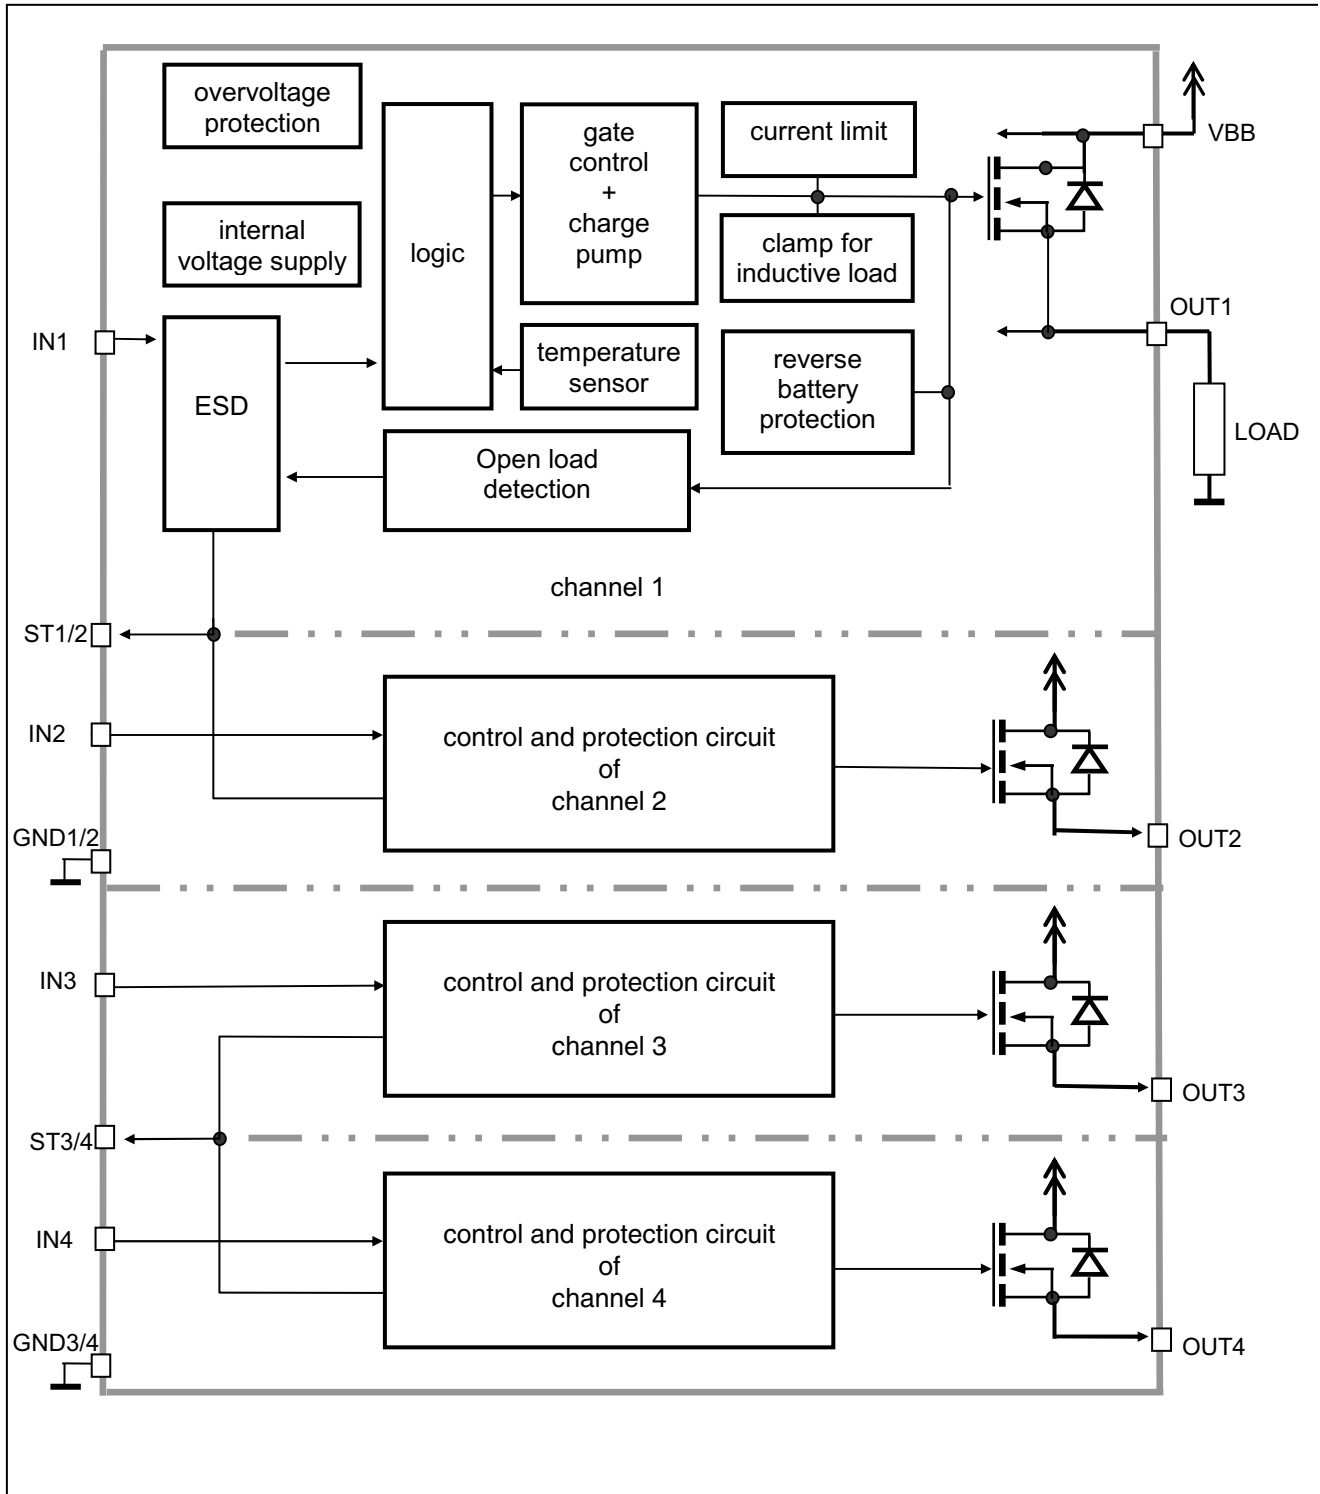 overvoltage
protection
internal
voltage supply
logic
gate
control
+
charge
pump
current limit
clamp for
inductive load
VBB
IN1
ESD
temperature
sensor
reverse
battery
protection
OUT1
LOAD
Open load
detection
channel 1
ST1/2
IN2
control and protection circuit
of
channel 2
GND1/2
OUT2
IN3
control and protection circuit
of
channel 3
OUT3
ST3/4
IN4
control and protection circuit
of
channel 4
GND3/4
OUT4